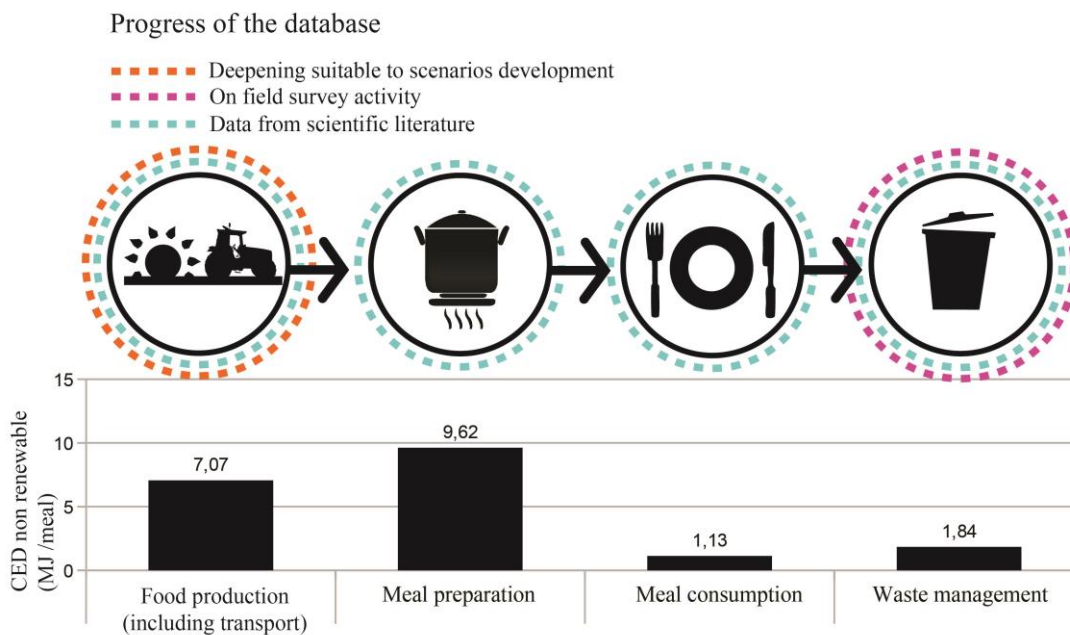 Progress of the database
Deepening suitable to scenarios development
On field survey activity
Data from scientific literature
CED non renewable
(MJ /meal)
15
10
5
0
7,07
9,62
1,13
1,84
Food production
(including transport)
Meal preparation
Meal consumption
Waste management